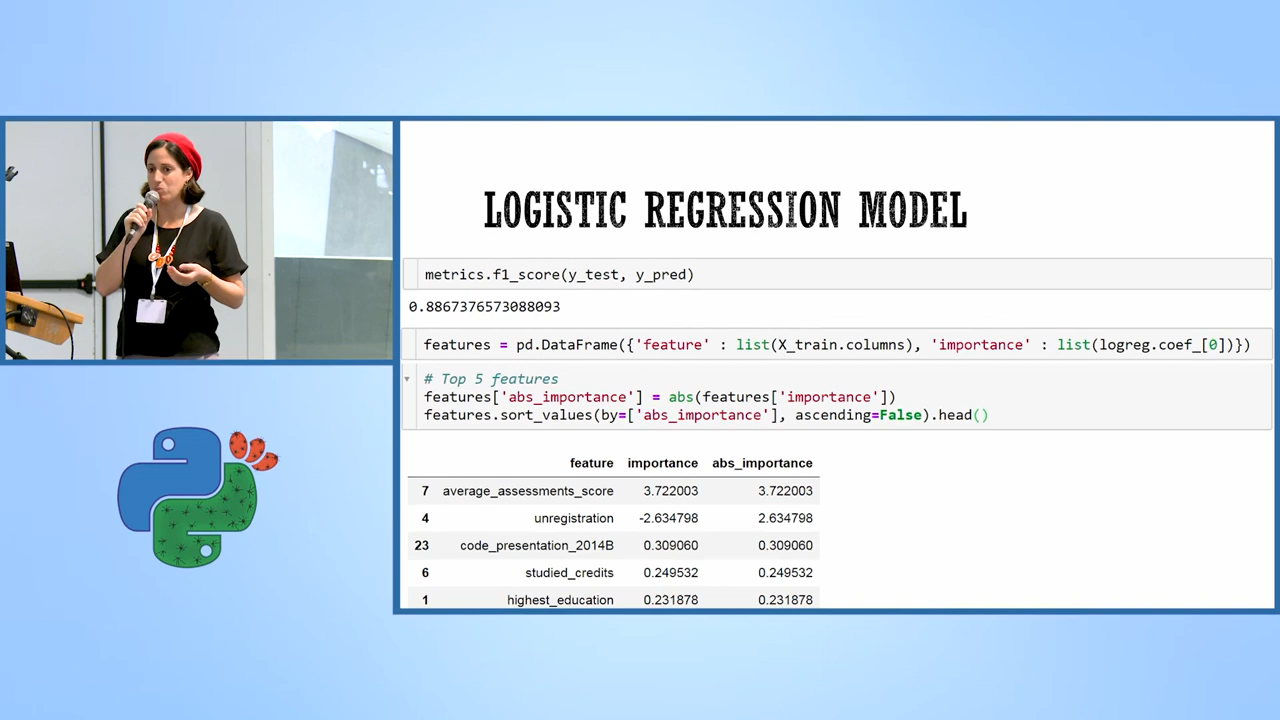 LOGISTIC REGRESSION MODEL
metrics.f1_score(y_test, y_pred)
0.8867376573088093
features = pd.DataFrame({'feature' : list(X_train.columns), 'importance' : list(logreg.coef_[0])})
# Top 5 features
features['abs_importance'] = abs(features['importance'])
features.sort_values(by=['abs_importance'], ascending=False).head()
feature importance abs_importance
7 average_assessments_score 3.722003 3.722003
4 unregistration -2.634798 2.634798
23 code_presentation_2014B 0.309060 0.309060
6 studied_credits 0.249532 0.249532
1 highest_education 0.231878 0.231878